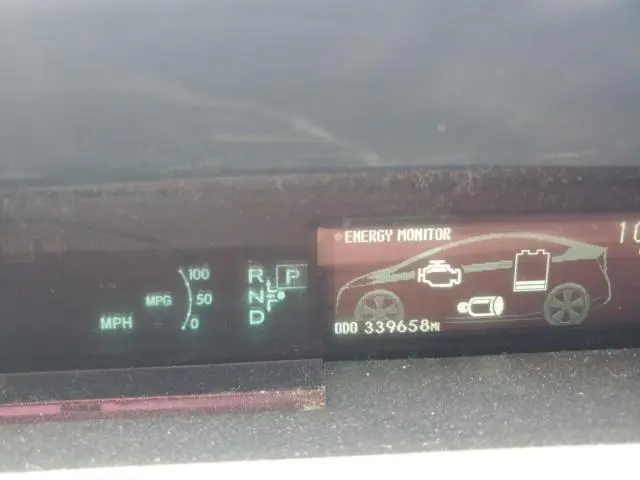 ENERGY MONITOR
100
MPG 50
0
MPH
R P
N
D
ODO 339658MI